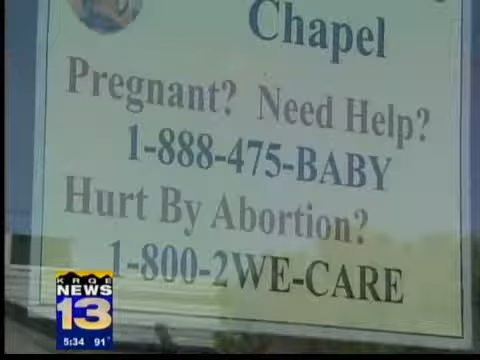 Chapel
Pregnant? Need Help?
1-888-475-BABY
Hurt By Abortion?
1-800-2WE-CARE
KRQE
NEWS
13
5:34 91°